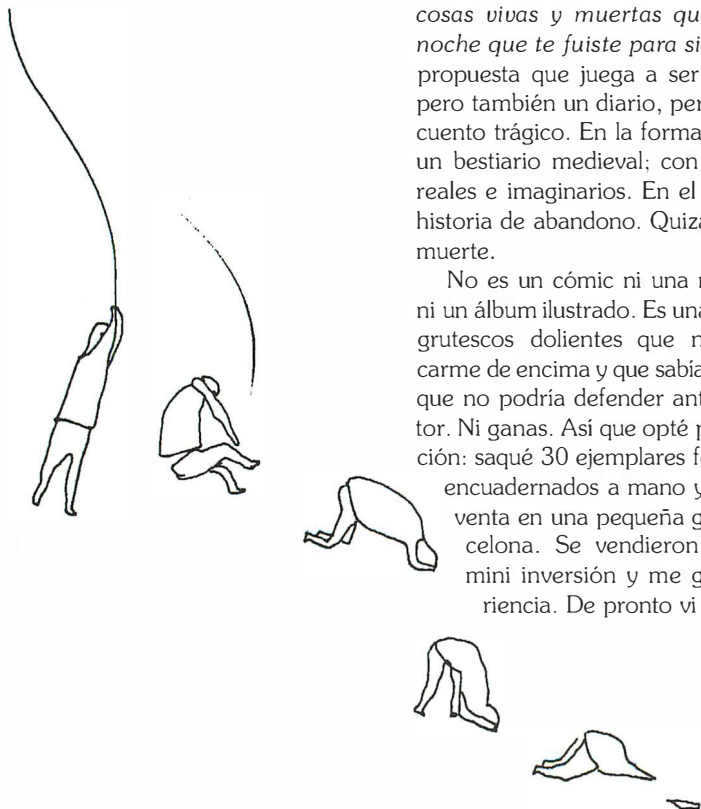 cosas vivas y muertas qu
noche que te fuiste para si
propuesta que juega a ser
pero también un diario, per
cuento trágico. En la forma
un bestiario medieval; con
reales e imaginarios. En el
historia de abandono. Quiz
muerte.
No es un cómic ni una
ni un álbum ilustrado. Es una
grutescos dolientes que n
carme de encima y que sabía
que no podría defender ant
tor. Ni ganas. Así que opté p
ción: saqué 30 ejemplares f
encuadernados a mano y
venta en una pequeña g
celona. Se vendieron
mini inversión y me g
riencia. De pronto vi